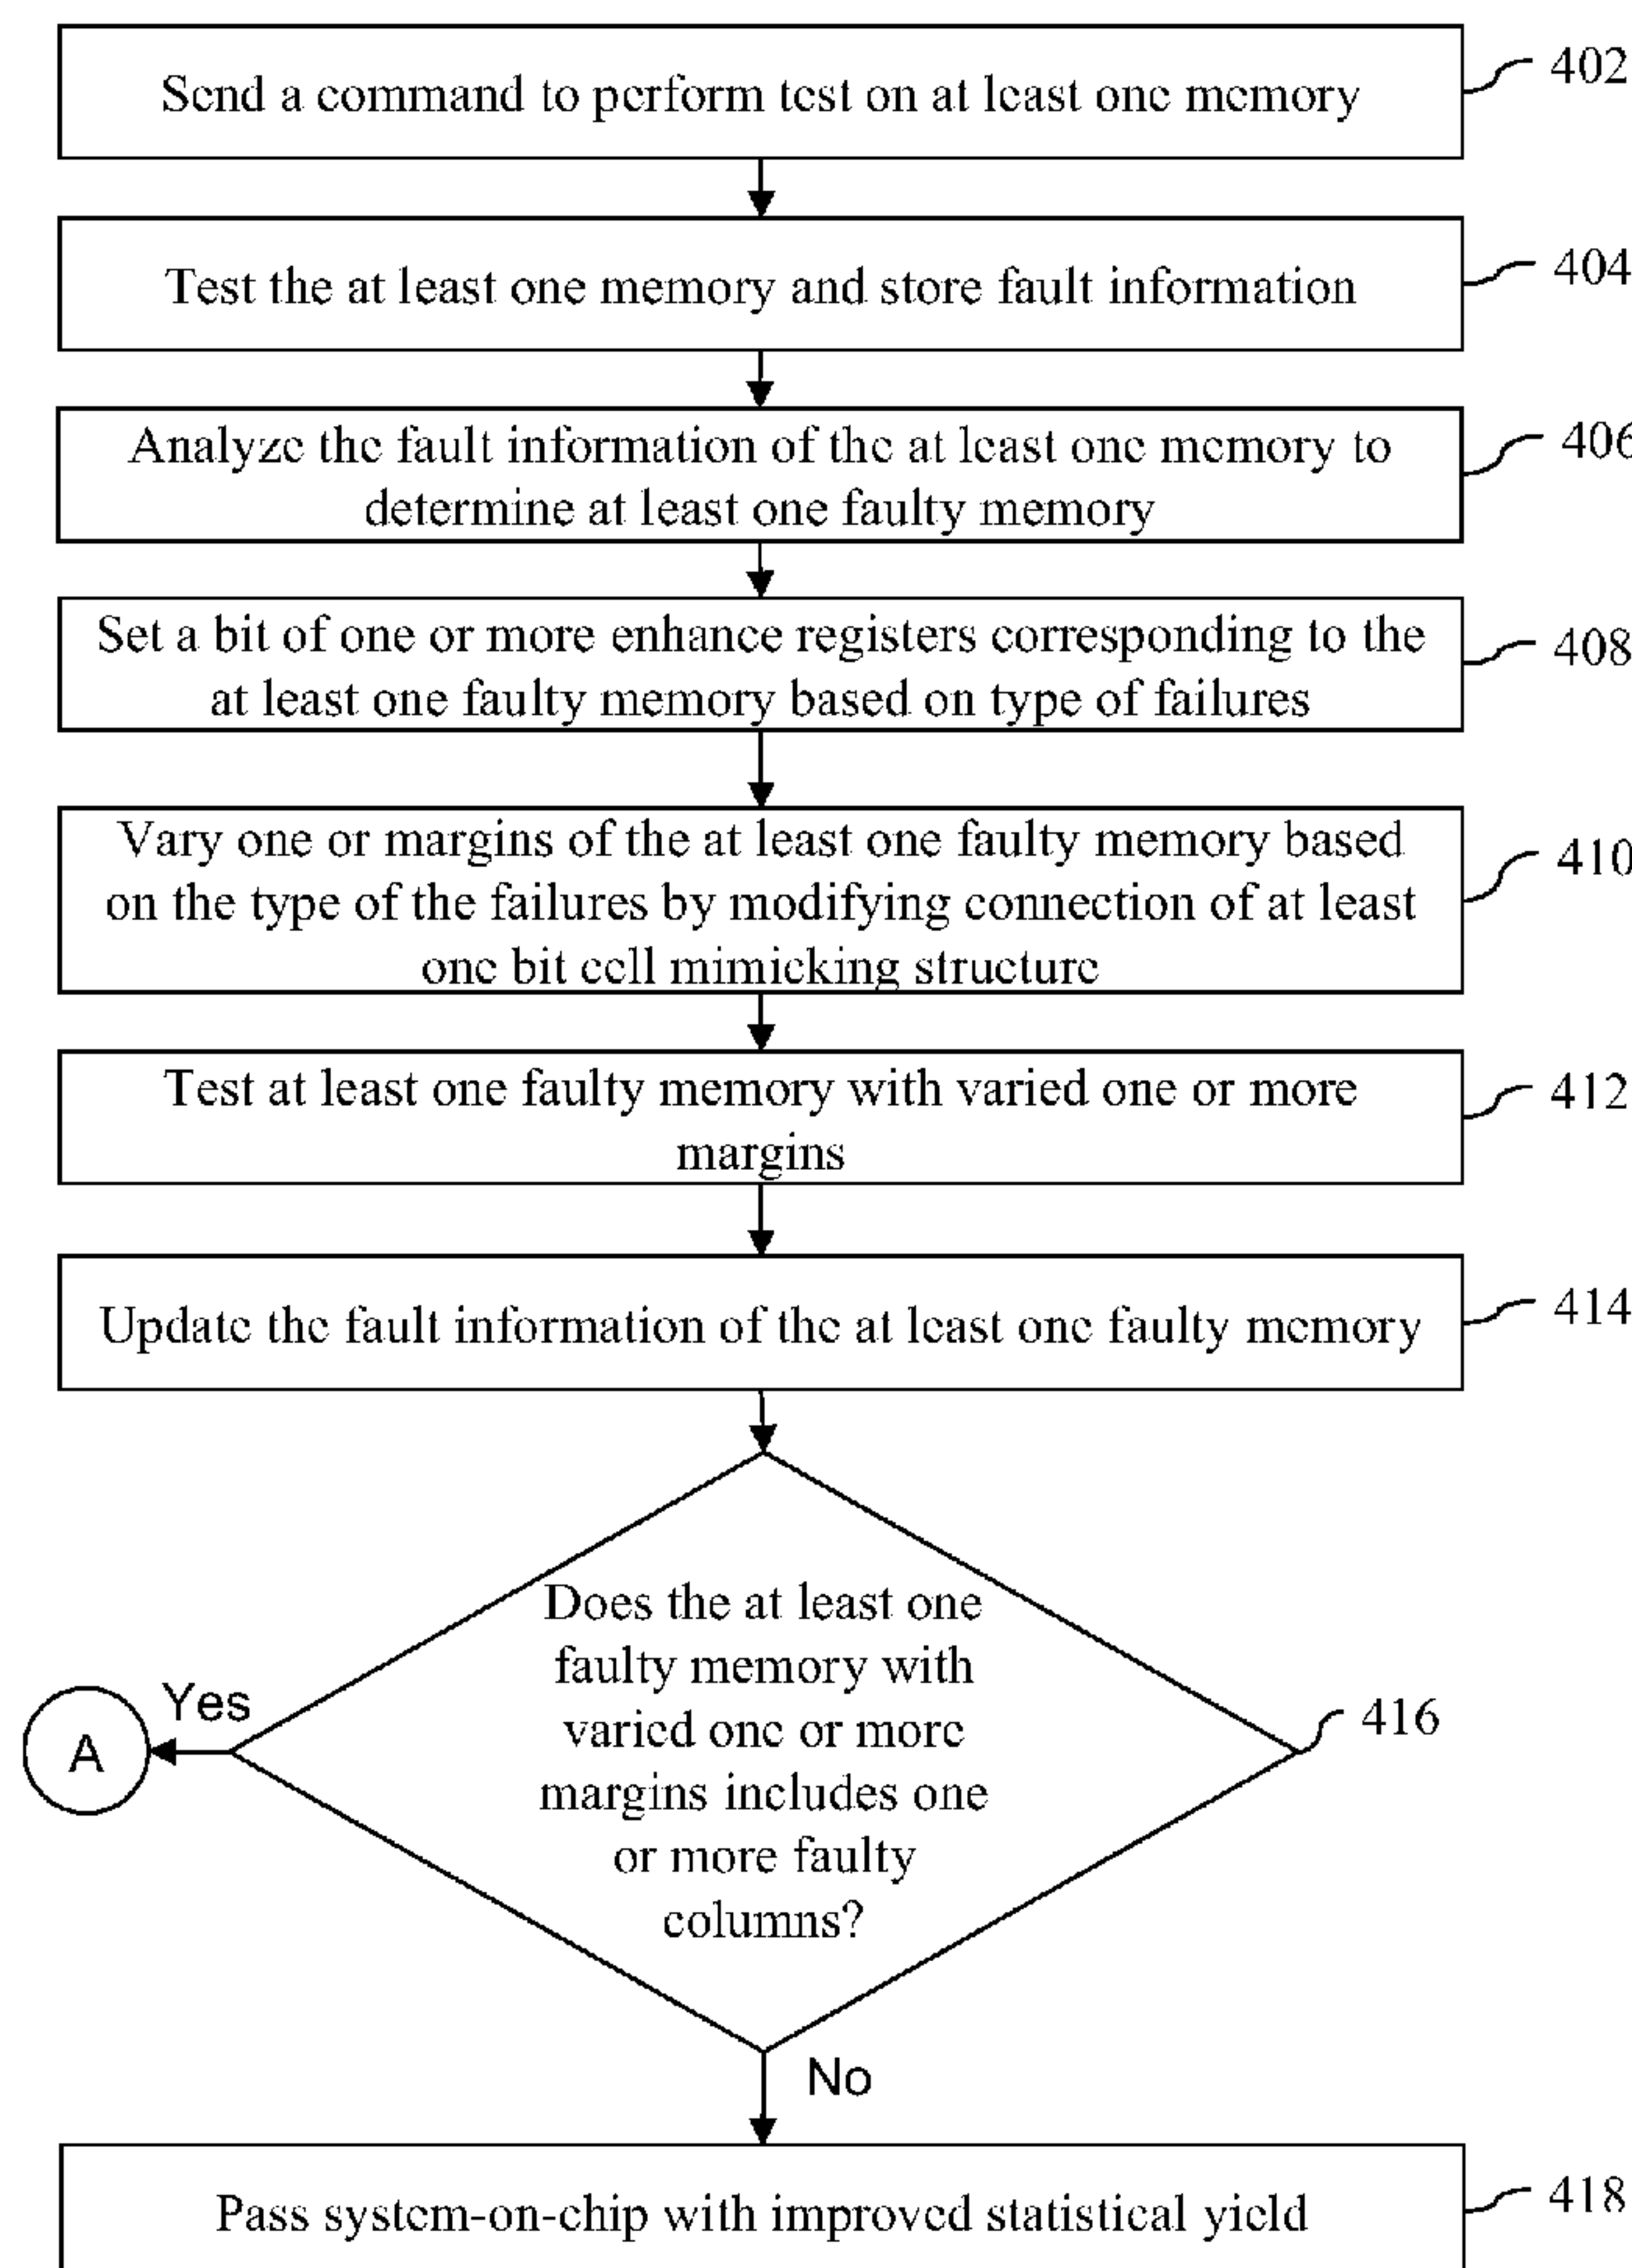 Send a command to perform test on at least one memory
402
Test the at least one memory and store fault information
404
Analyze the fault information of the at least one memory to
determine at least one faulty memory
406
Set a bit of one or more enhance registers corresponding to the
at least one faulty memory based on type of failures
408
Vary one or margins of the at least one faulty memory based
on the type of the failures by modifying connection of at least
one bit cell mimicking structure
410
Test at least one faulty memory with varied one or more
margins
412
Update the fault information of the at least one faulty memory
414
Does the at least one
faulty memory with
varied one or more
margins includes one
or more faulty
columns?
416
Yes
A
No
Pass system-on-chip with improved statistical yield
418